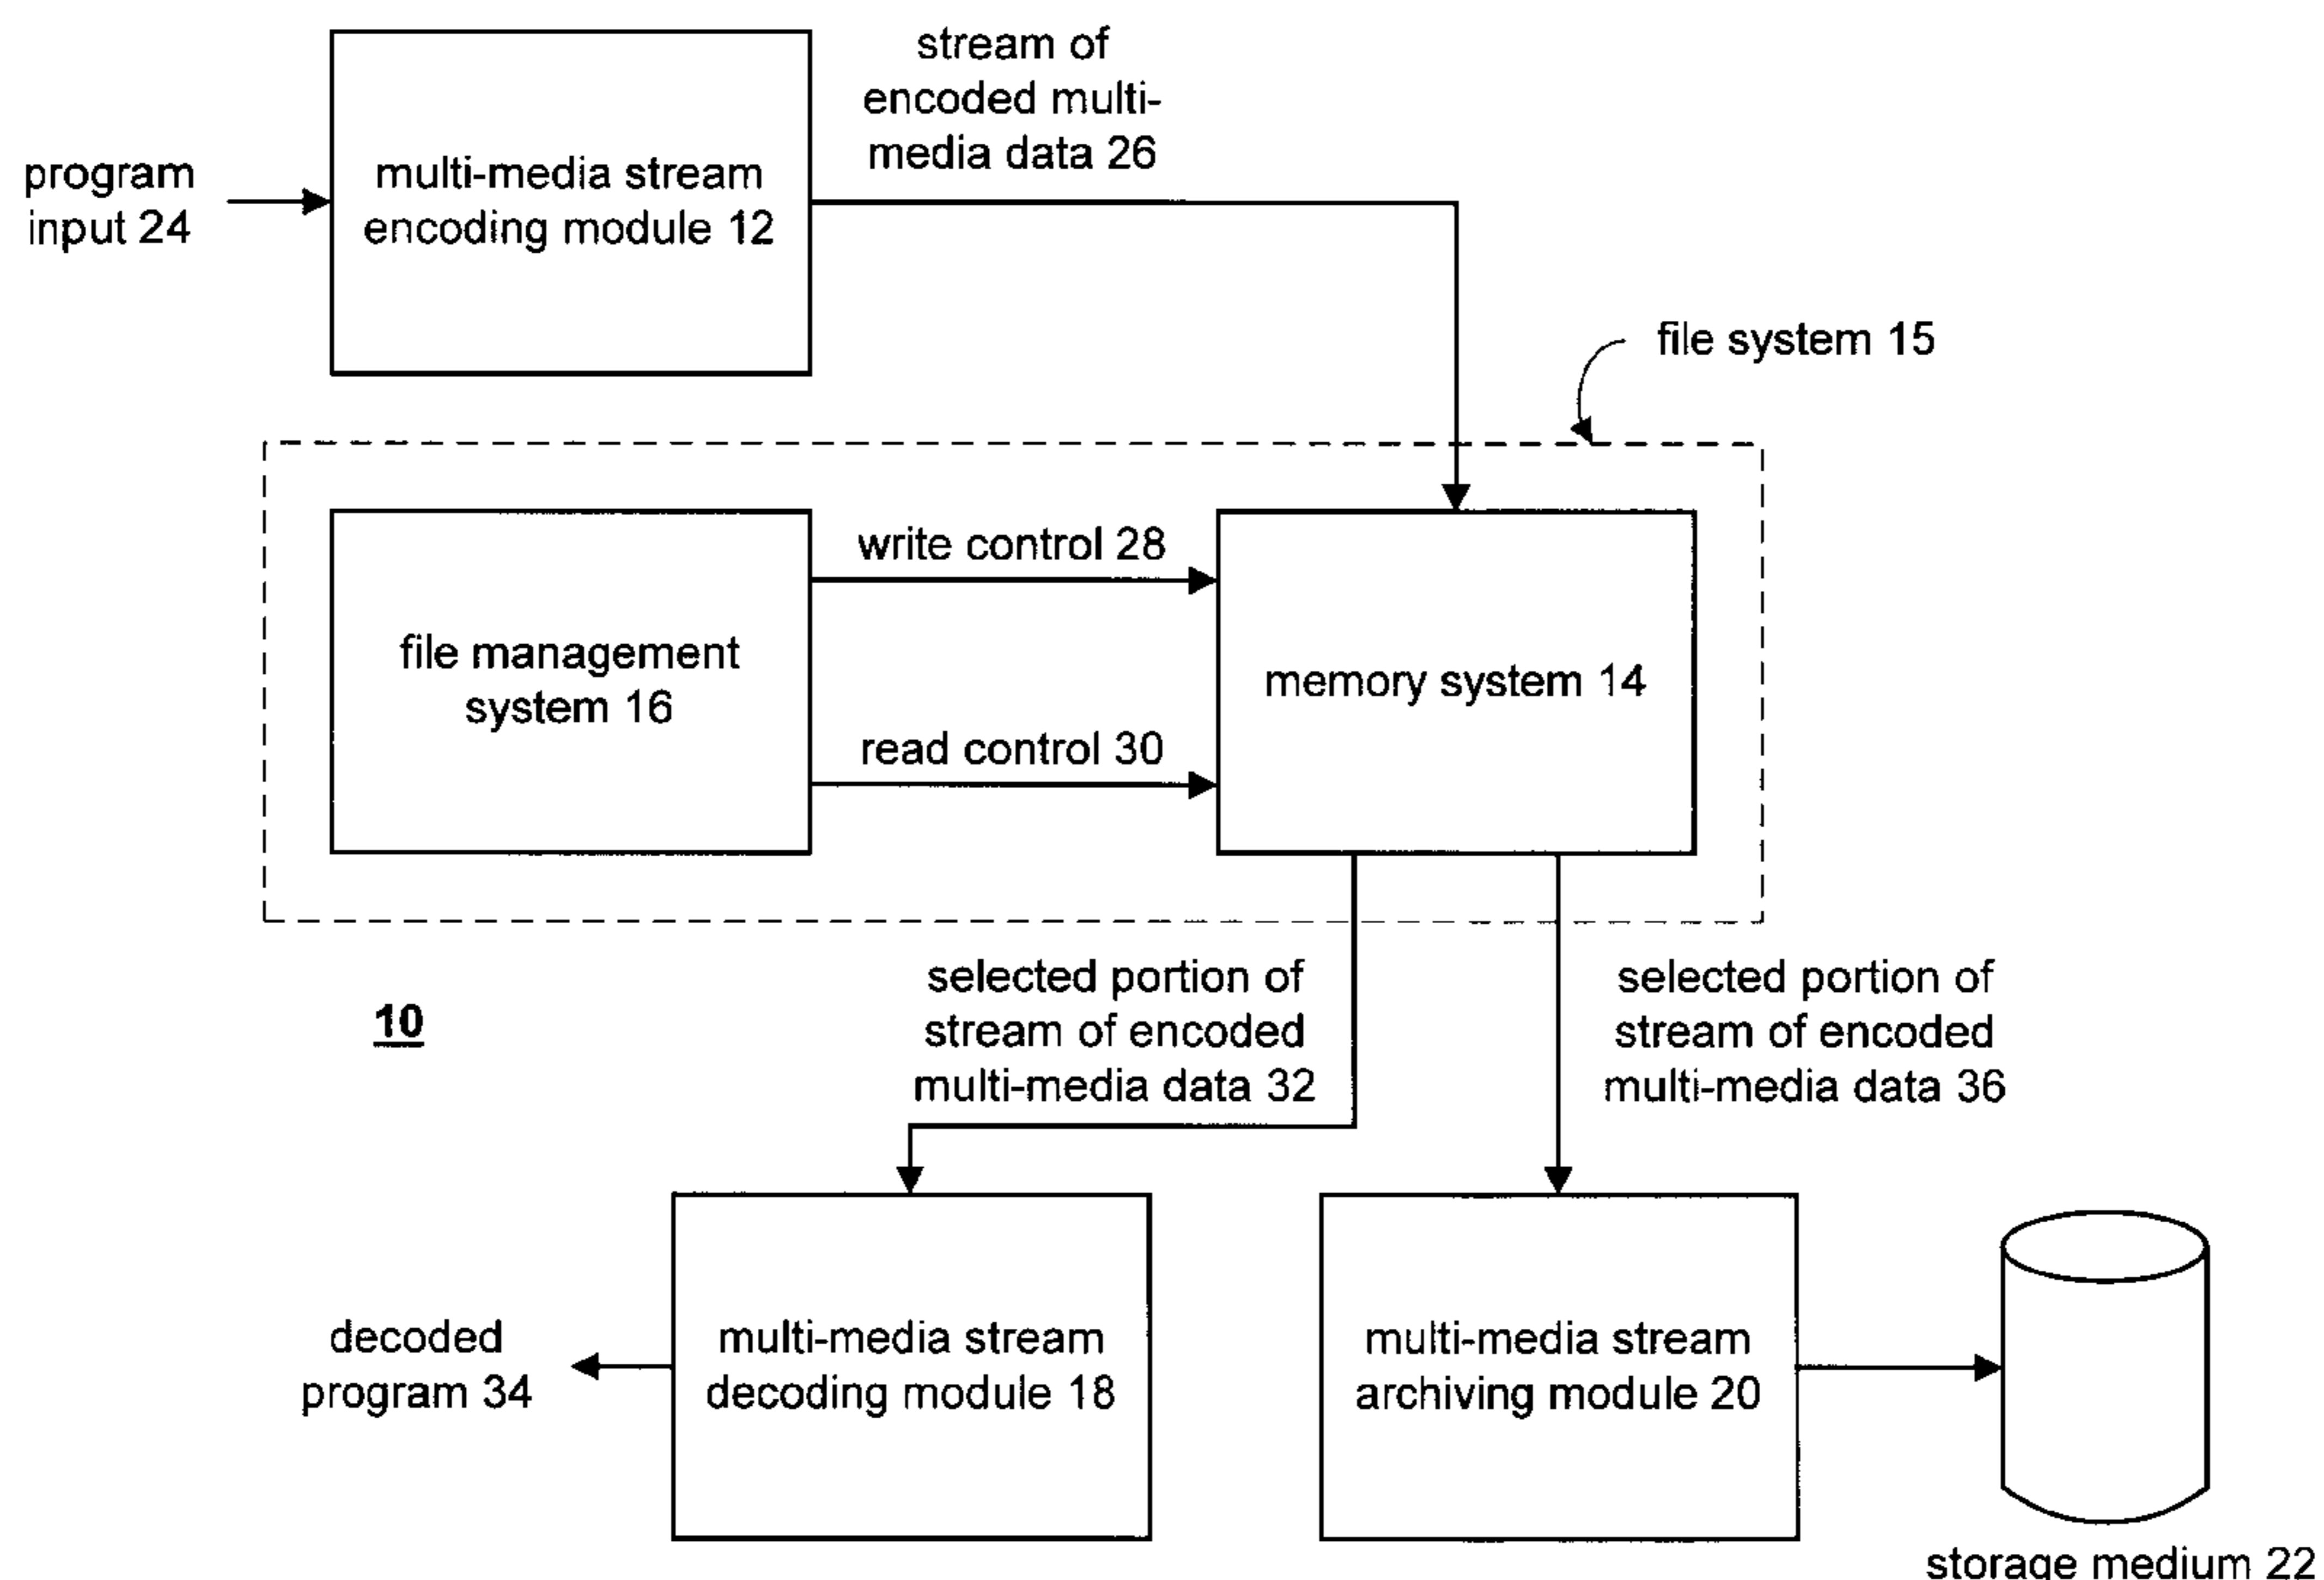 stream of
encoded multi-
media data 26
program
input 24
multi-media stream
encoding module 12
file system 15
write control 28
file management
system 16
memory system 14
read control 30
selected portion of
stream of encoded
multi-media data 32
selected portion of
stream of encoded
multi-media data 36
10
decoded
program 34
multi-media stream
decoding module 18
multi-media stream
archiving module 20
storage medium 22